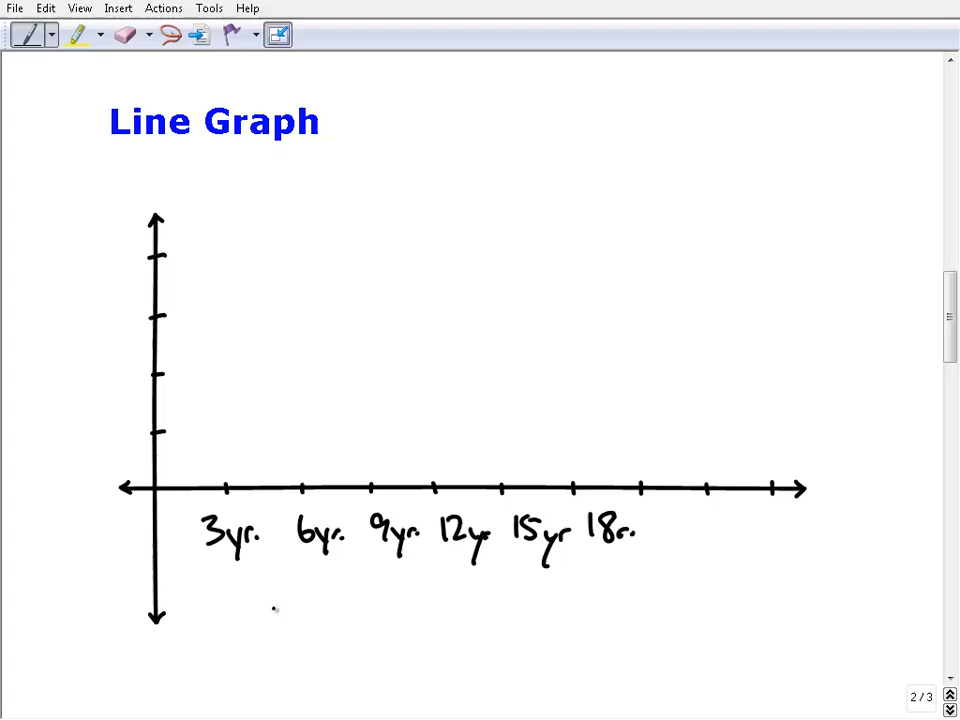 File Edit View Insert Actions Tools Help
Line Graph
3yr. 6yr. 9yr. 12yr 15yr 18r.
2 / 3